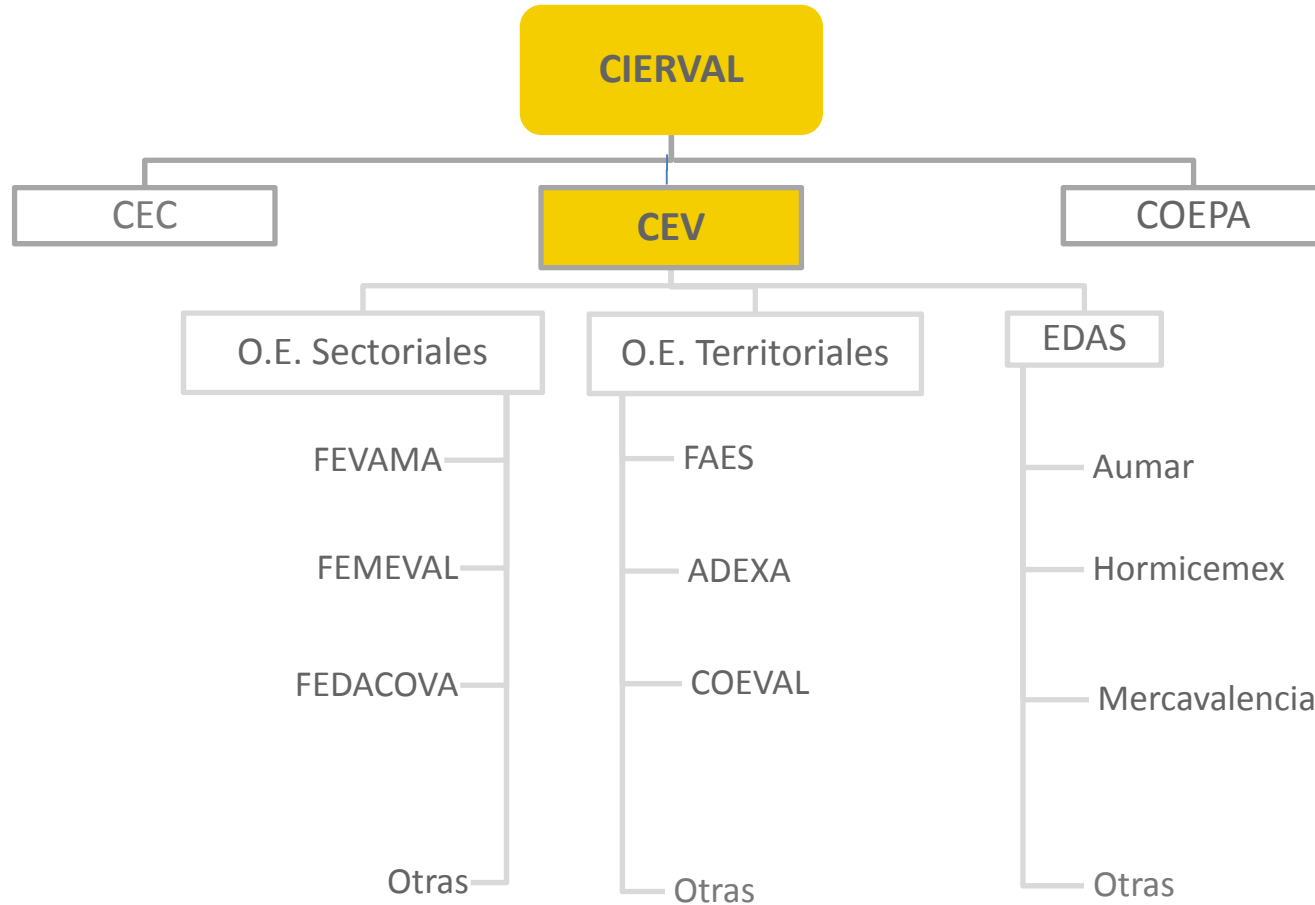 CIERVAL
CEC
CEV
COEPA
O.E. Sectoriales
O.E. Territoriales
EDAS
FEVAMA
FEMEVAL
FEDACOVA
Otras
FAES
ADEXA
COEVAL
Otras
Aumar
Hormicemex
Mercavalencia
Otras